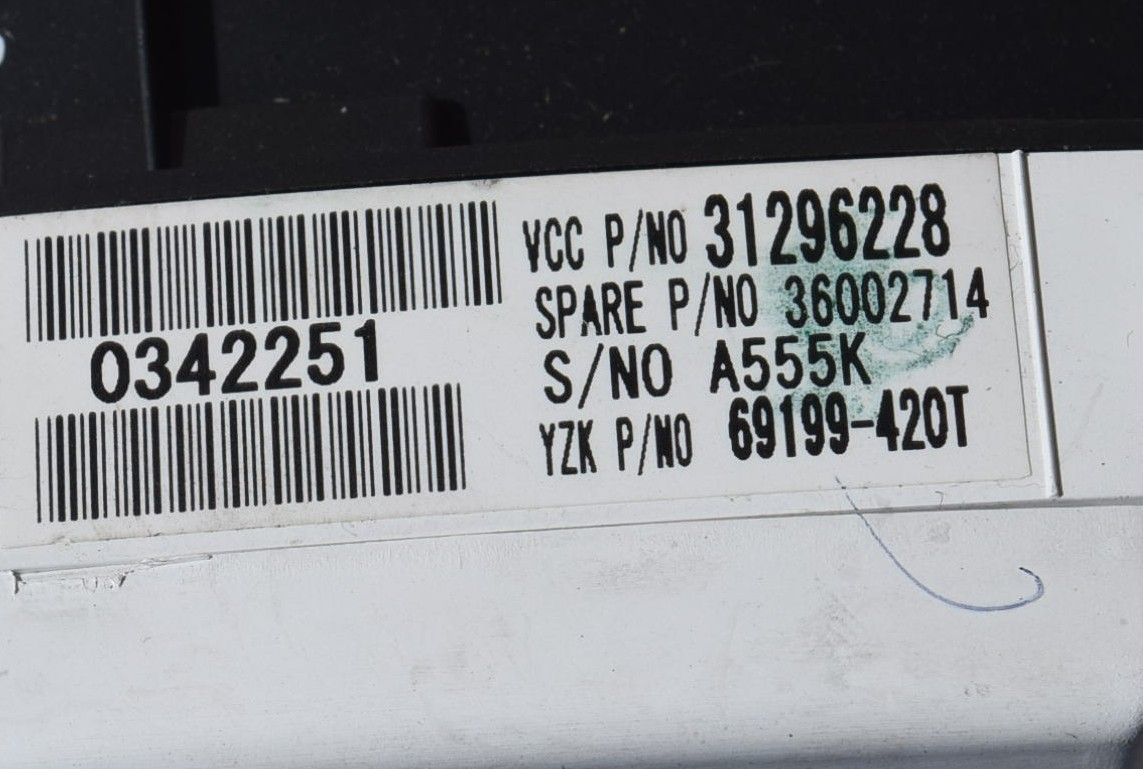 0342251
VCC P/NO 31296228
SPARE P/NO 36002714
S/NO A555K
YZK P/NO 69199-420T